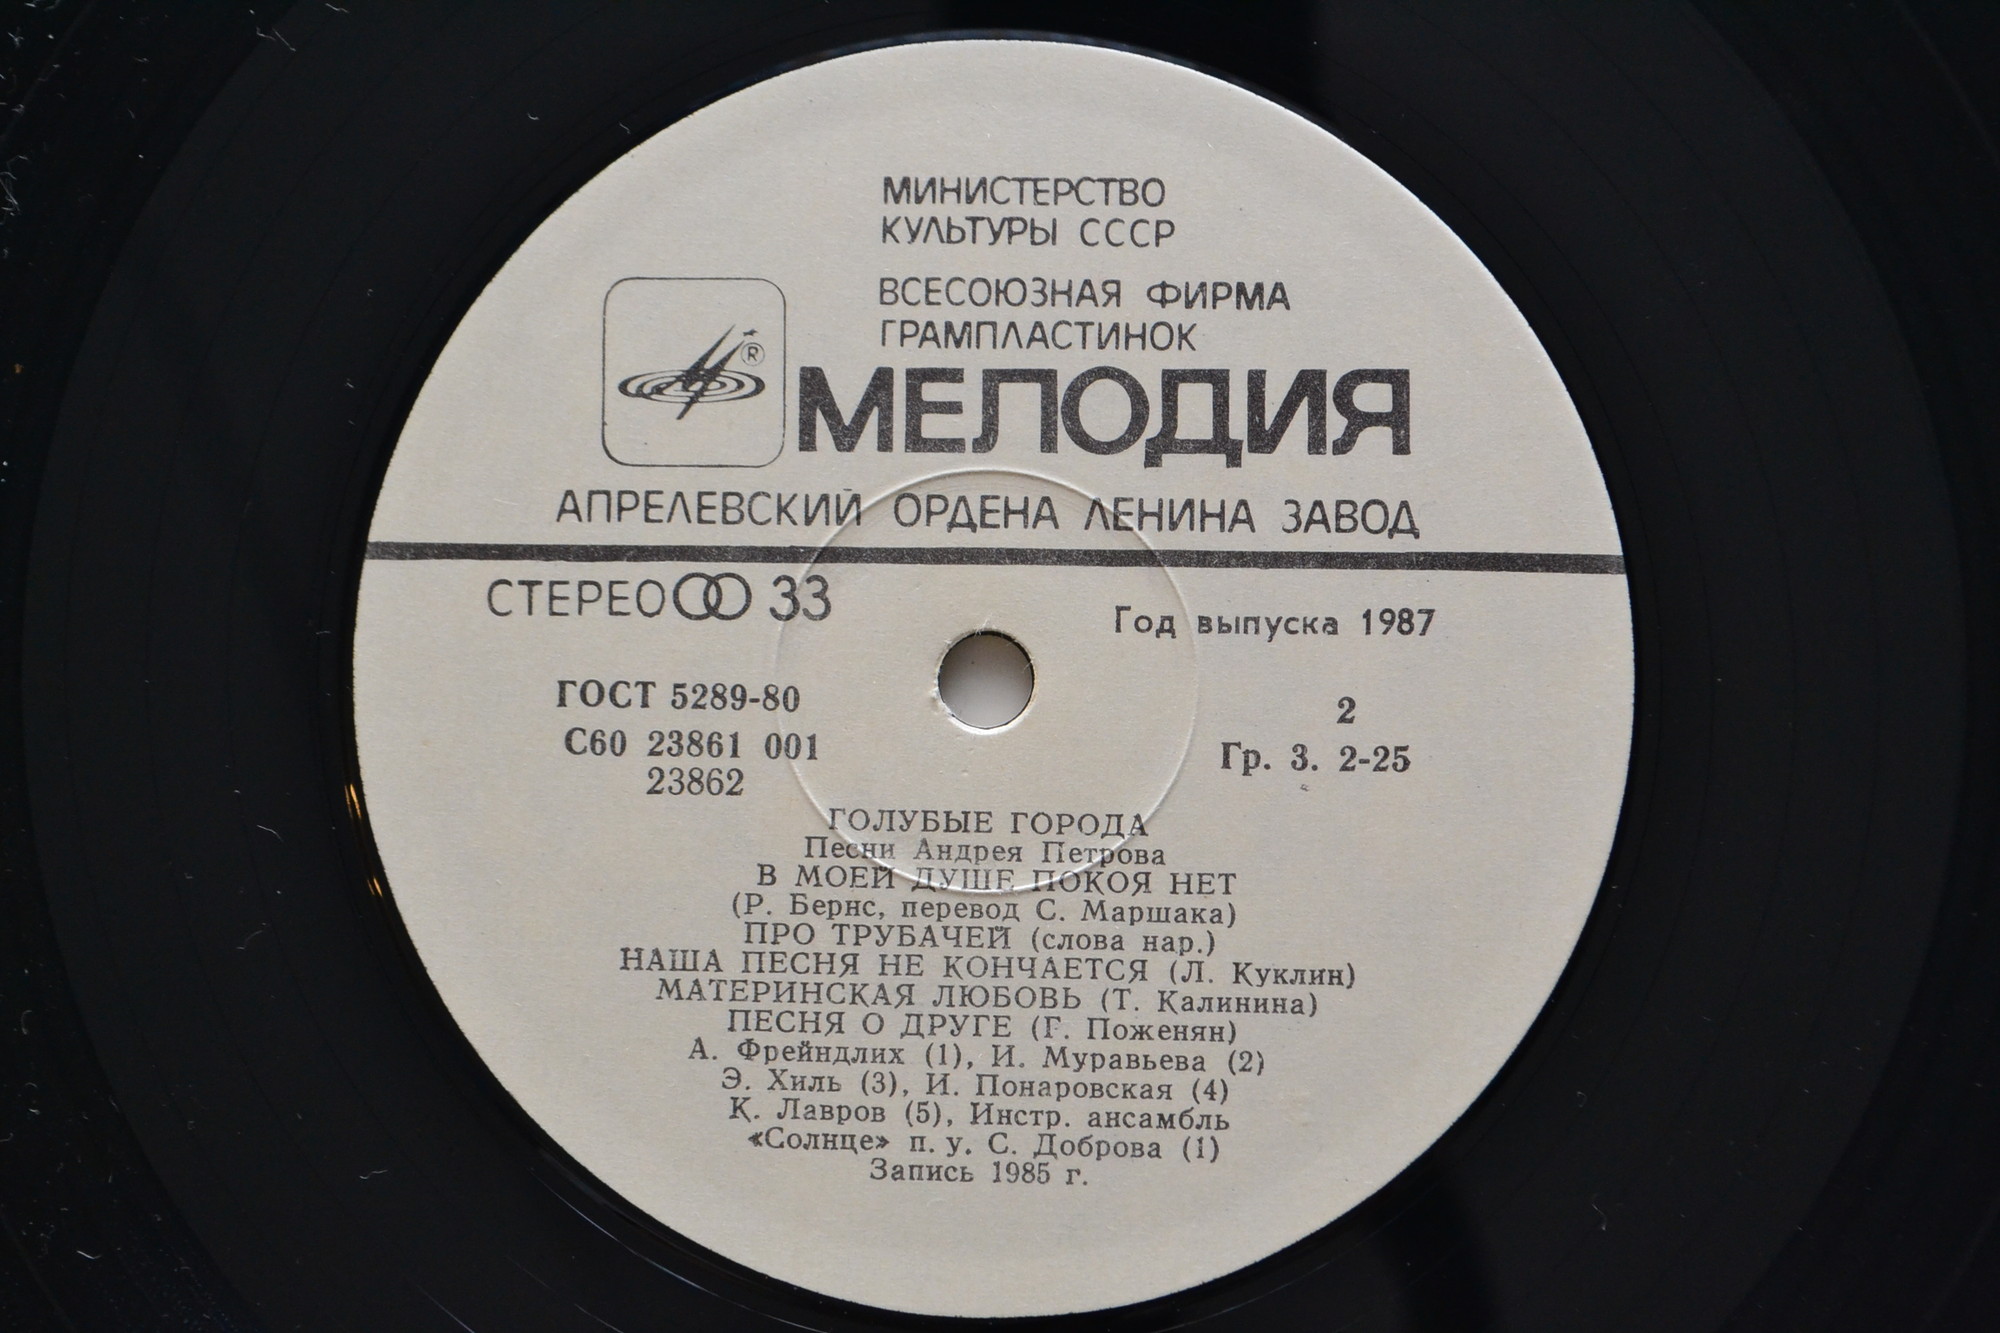 МИНИСТЕРСТВО
КУЛЬТУРЫ СССР
ВСЕСОЮЗНАЯ ФИРМА
ГРАМПЛАСТИНОК
®
МЕЛОДИЯ
АПРЕЛЕВСКИЙ ОРДЕНА ЛЕНИНА ЗАВОД
СТЕРЕО 33
Год выпуска 1987
ГОСТ 5289-80
2
С60 23861 001
Гр. 3. 2-25
23862
ГОЛУБЫЕ ГОРОДА
Песни Андрея Петрова
В МОЕЙ ДУШЕ ПОКОЯ НЕТ
(Р. Бернс, перевод С. Маршака)
ПРО ТРУБАЧЕЙ (слова нар.)
НАША ПЕСНЯ НЕ КОНЧАЕТСЯ (Л. Куклин)
МАТЕРИНСКАЯ ЛЮБОВЬ (Т. Калинина)
ПЕСНЯ О ДРУГЕ (Г. Поженян)
А. Фрейндлих (1), И. Муравьева (2)
Э. Хиль (3), И. Понаровская (4)
К. Лавров (5), Инстр. ансамбль
«Солнце» п. у. С. Доброва (1)
Запись 1985 г.